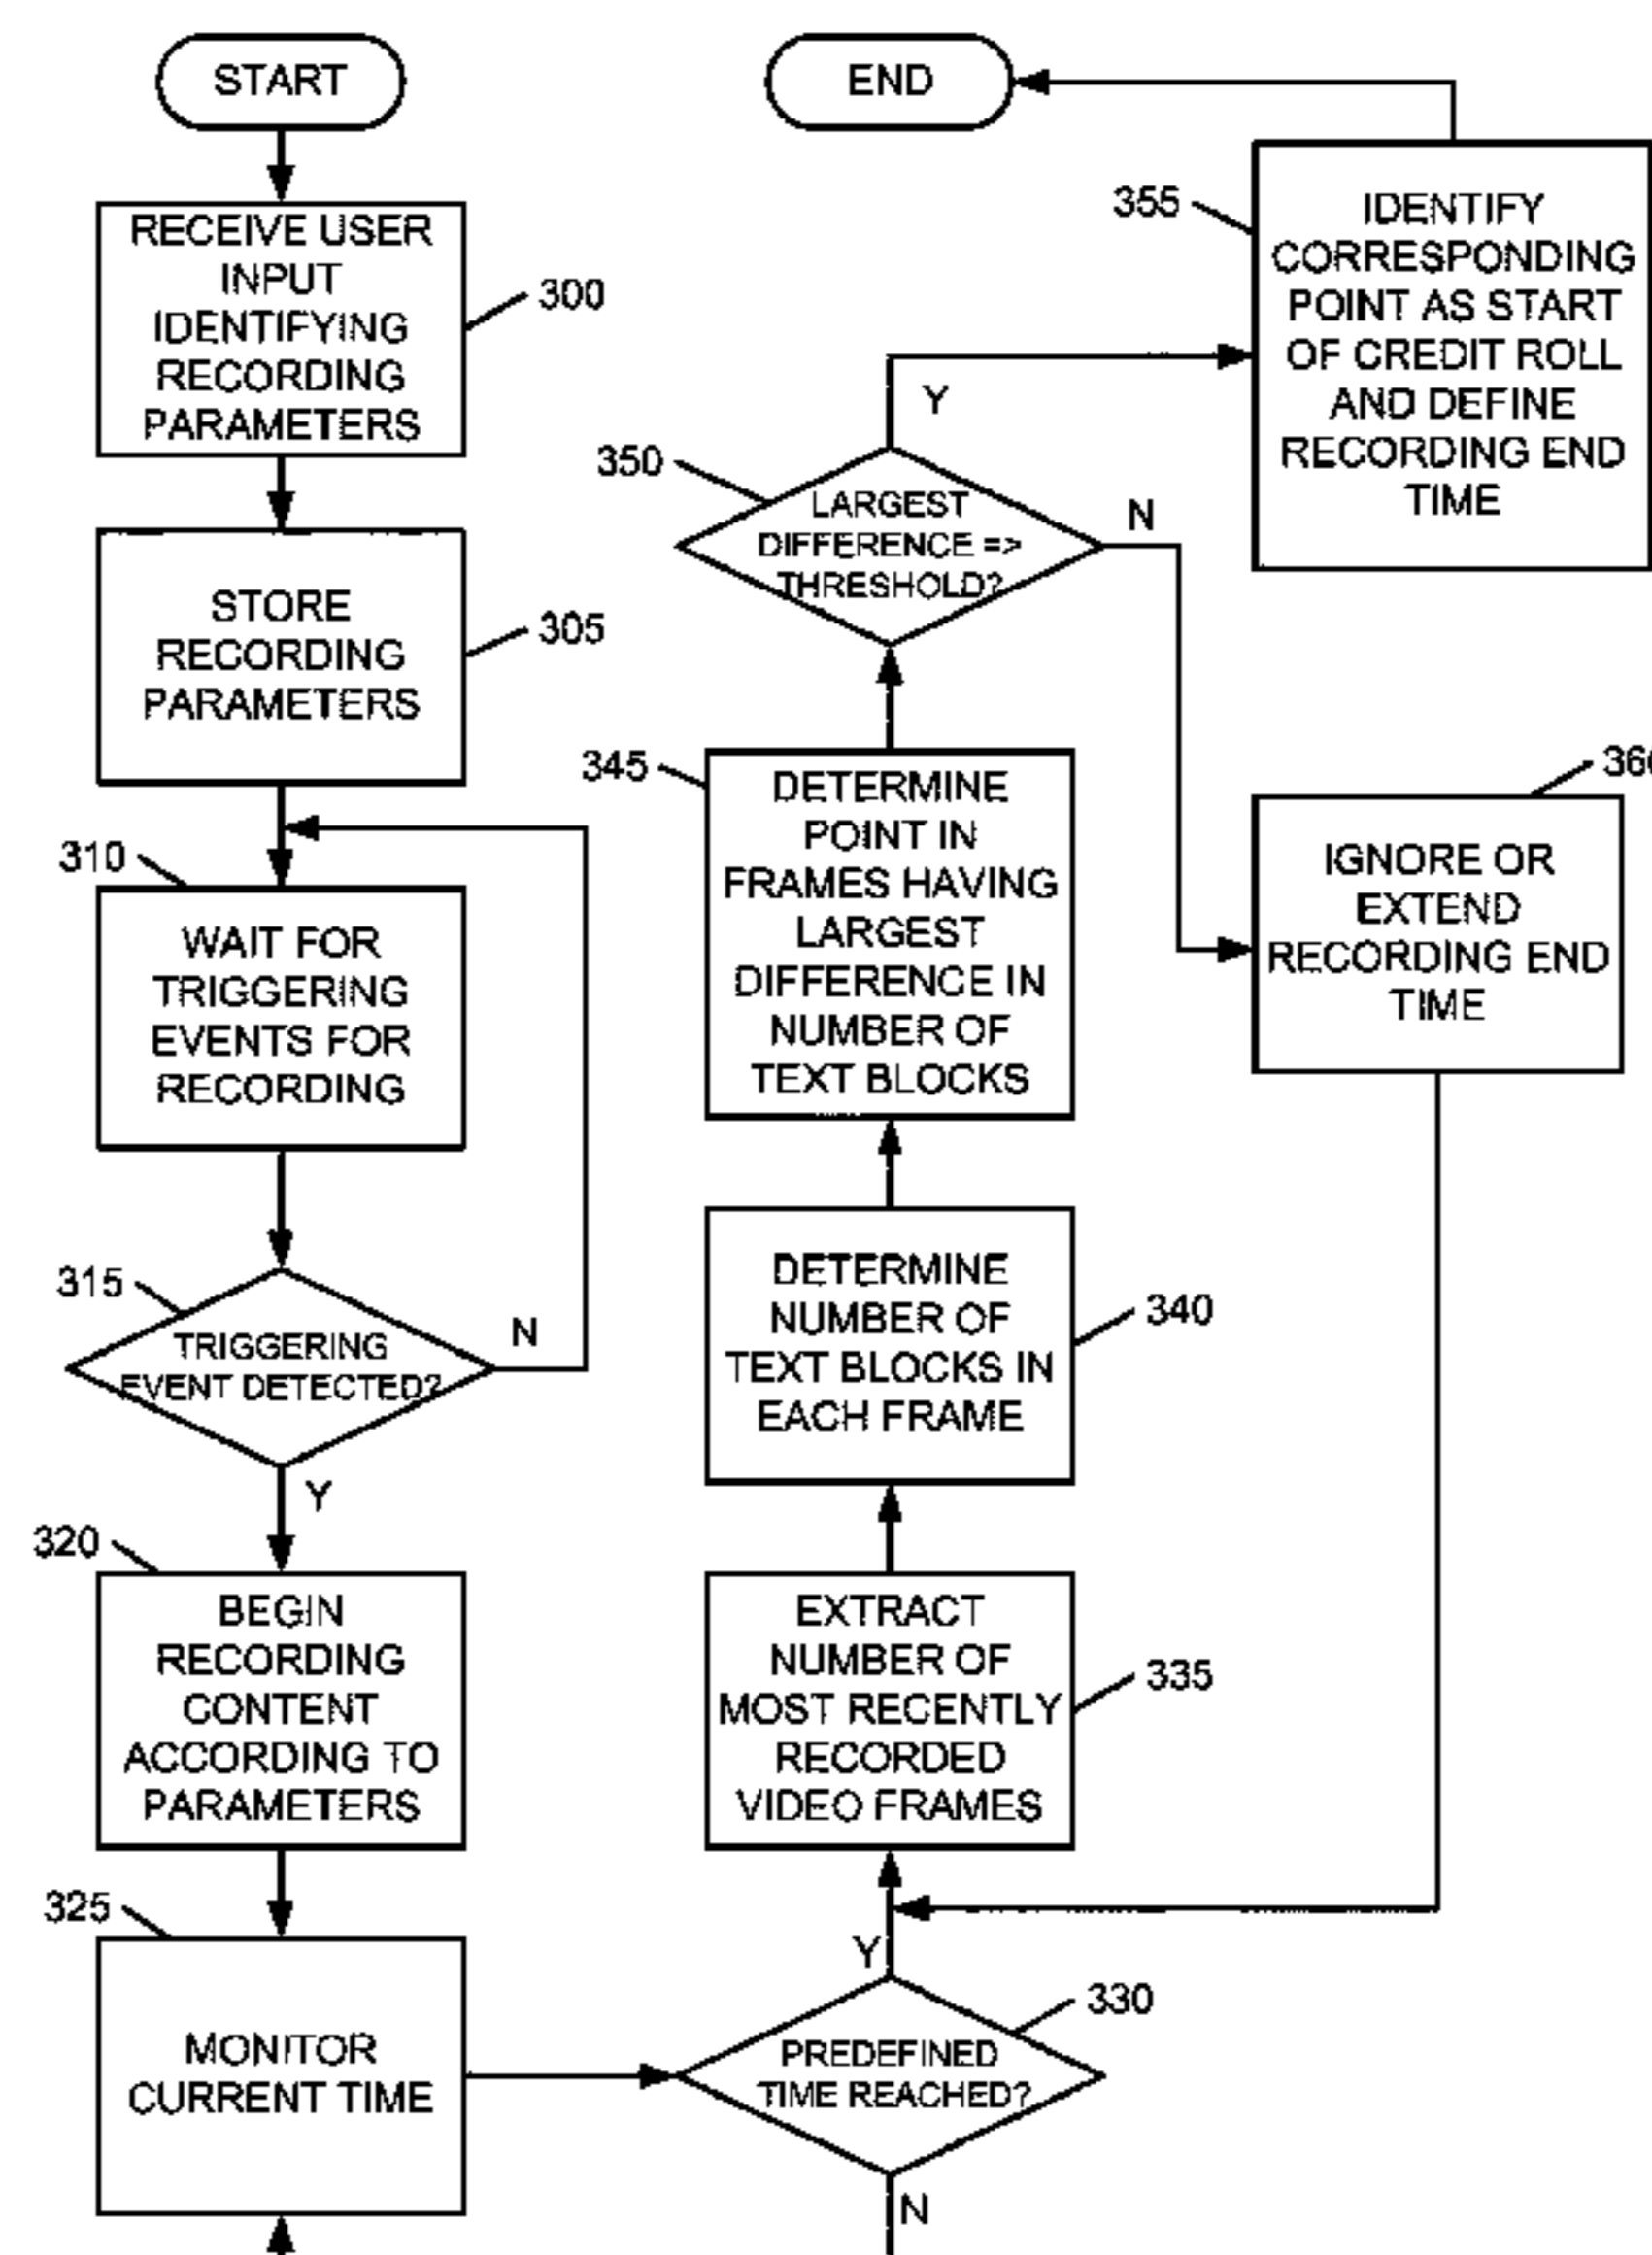 START
RECEIVE USER
INPUT
IDENTIFYING
RECORDING
PARAMETERS
300
STORE
RECORDING
PARAMETERS
305
310
WAIT FOR
TRIGGERING
EVENTS FOR
RECORDING
315
TRIGGERING
EVENT DETECTED?
N
Y
320
BEGIN
RECORDING
CONTENT
ACCORDING TO
PARAMETERS
325
MONITOR
CURRENT TIME
330
PREDEFINED
TIME REACHED?
N
Y
EXTRACT
NUMBER OF
MOST RECENTLY
RECORDED
VIDEO FRAMES
335
DETERMINE
NUMBER OF
TEXT BLOCKS IN
EACH FRAME
340
345
DETERMINE
POINT IN
FRAMES HAVING
LARGEST
DIFFERENCE IN
NUMBER OF
TEXT BLOCKS
350
LARGEST
DIFFERENCE =>
THRESHOLD?
Y
N
355
IDENTIFY
CORRESPONDING
POINT AS START
OF CREDIT ROLL
AND DEFINE
RECORDING END
TIME
IGNORE OR
EXTEND
RECORDING END
TIME
END